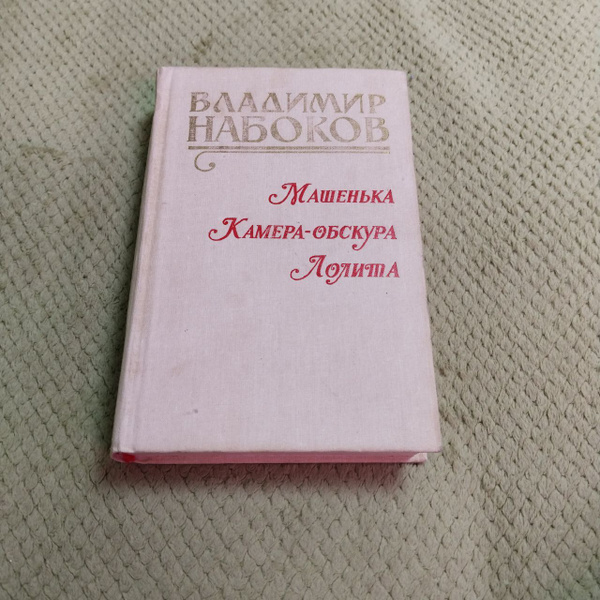 ВЛАДИМИР
НАБОКОВ
Машенька
Камера-обскура
Лолита